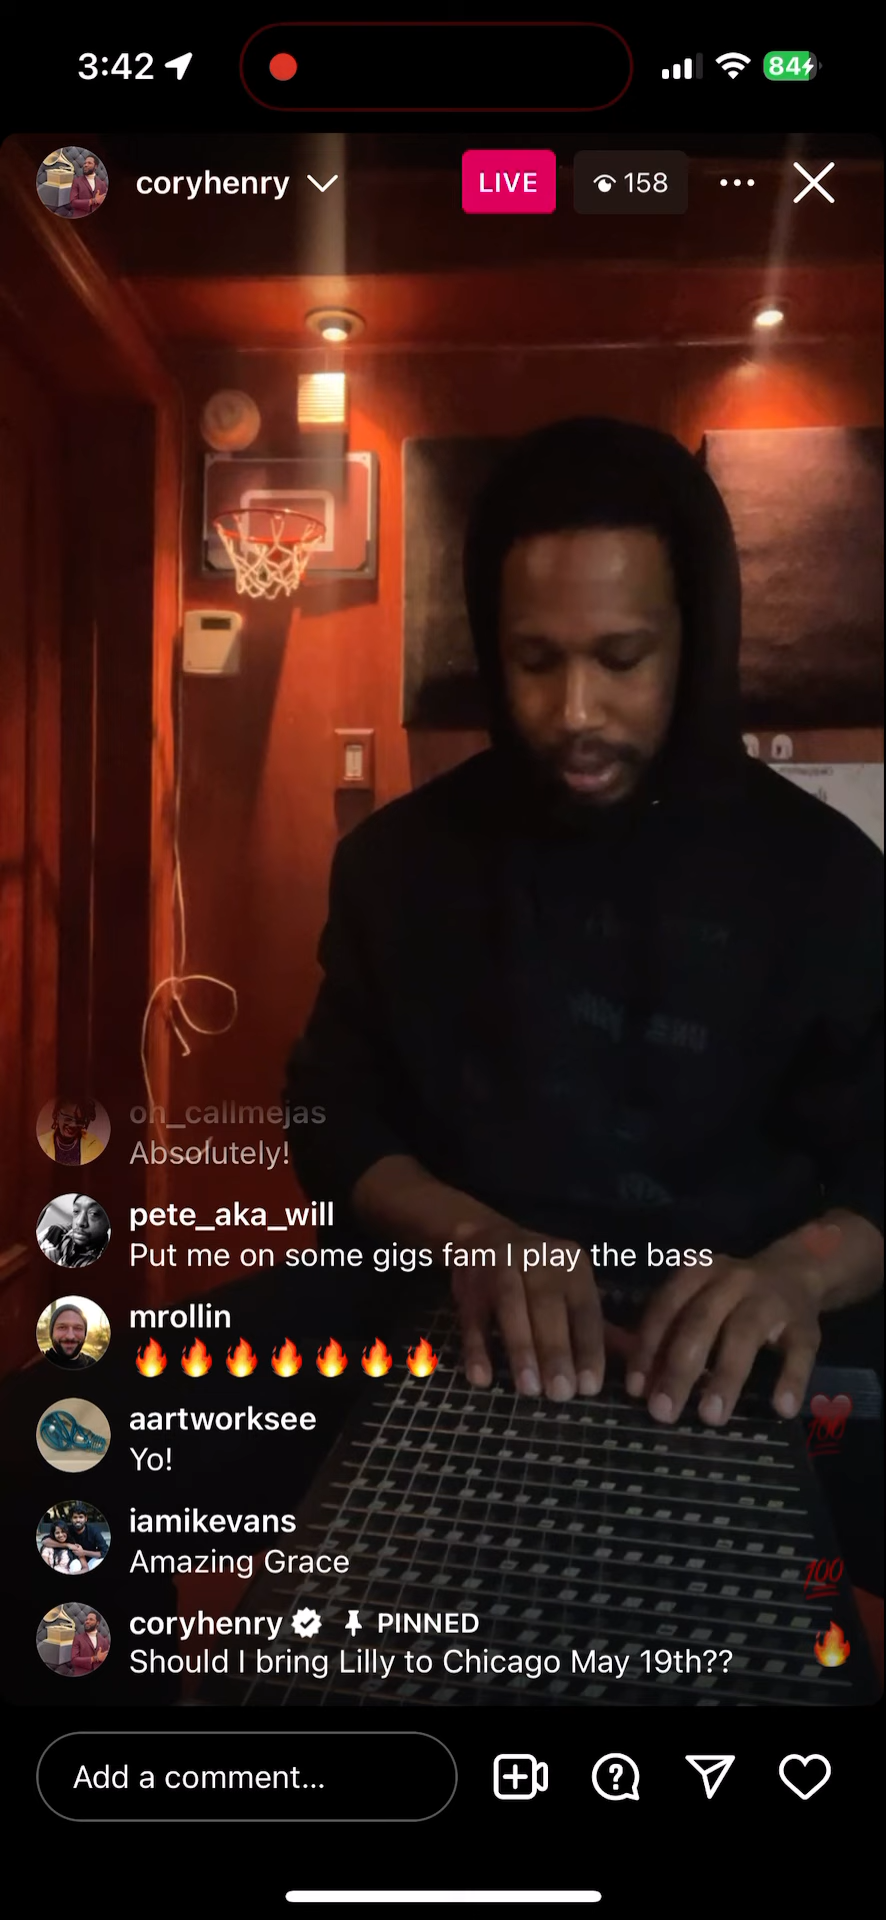 3:42
84
coryhenry
LIVE
158
oh_callmejas
Absolutely!
pete_aka_will
Put me on some gigs fam I play the bass
mrollin
🔥🔥🔥🔥🔥🔥🔥
aartworksee
Yo!
iamikevans
Amazing Grace
coryhenry PINNED
Should I bring Lilly to Chicago May 19th??
Add a comment...